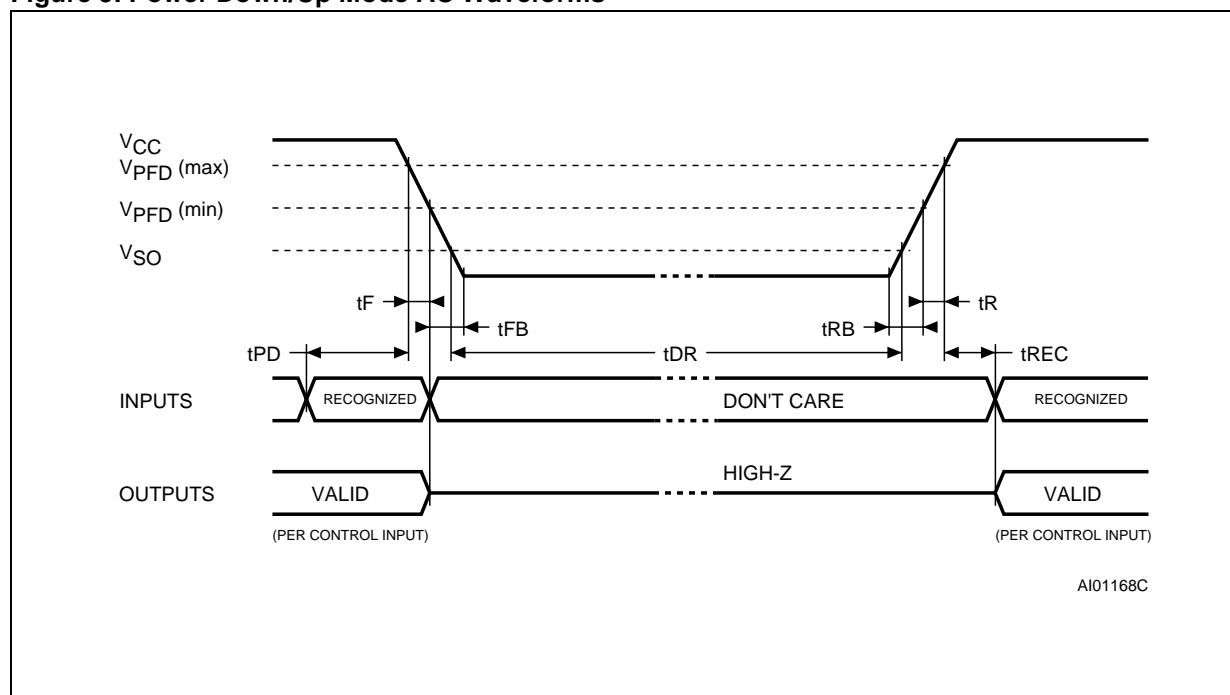 VCC
VPFD (max)
VPFD (min)
VSO
tF
tR
tFB
tRB
tPD
tDR
tREC
INPUTS
RECOGNIZED
DON'T CARE
RECOGNIZED
HIGH-Z
OUTPUTS
VALID
VALID
(PER CONTROL INPUT)
(PER CONTROL INPUT)
AI01168C